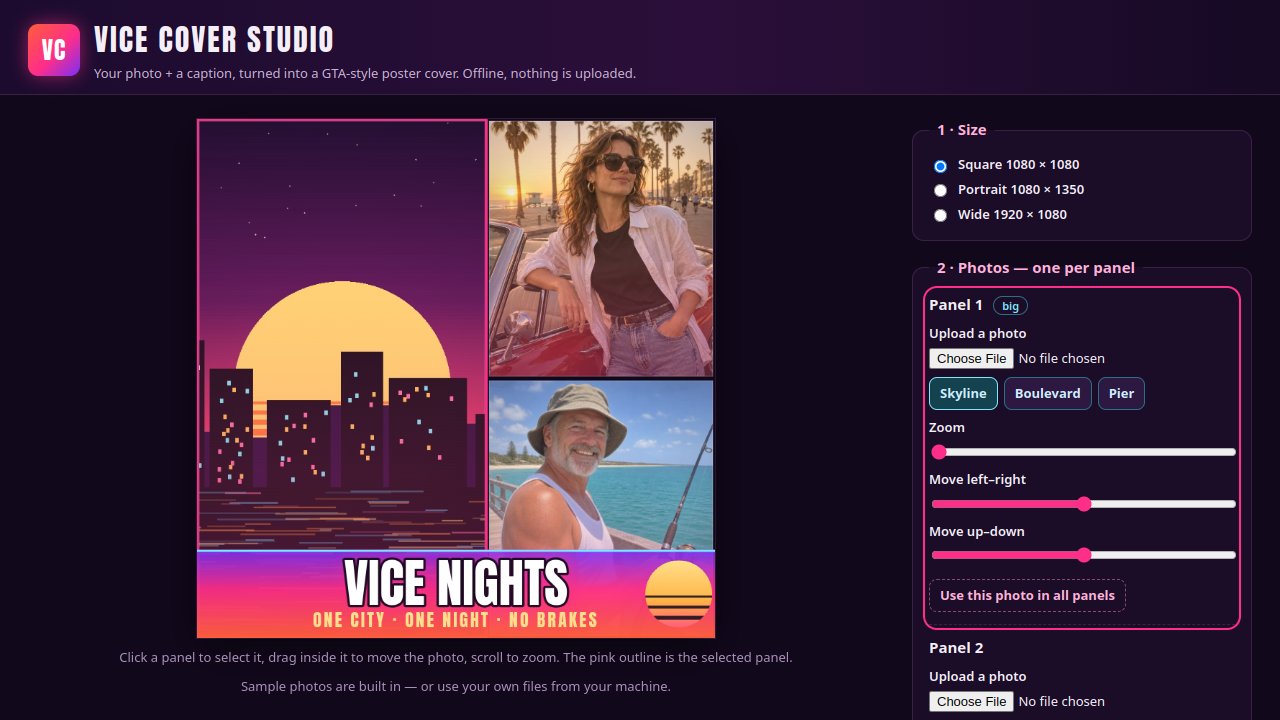 VC
VICE COVER STUDIO
Your photo + a caption, turned into a GTA-style poster cover. Offline, nothing is uploaded.
VICE NIGHTS
ONE CITY · ONE NIGHT · NO BRAKES
Click a panel to select it, drag inside it to move the photo, scroll to zoom. The pink outline is the selected panel.
Sample photos are built in — or use your own files from your machine.
1 · Size
Square 1080 × 1080
Portrait 1080 × 1350
Wide 1920 × 1080
2 · Photos — one per panel
Panel 1 big
Upload a photo
Choose File No file chosen
Skyline Boulevard Pier
Zoom
Move left–right
Move up–down
Use this photo in all panels
Panel 2
Upload a photo
Choose File No file chosen